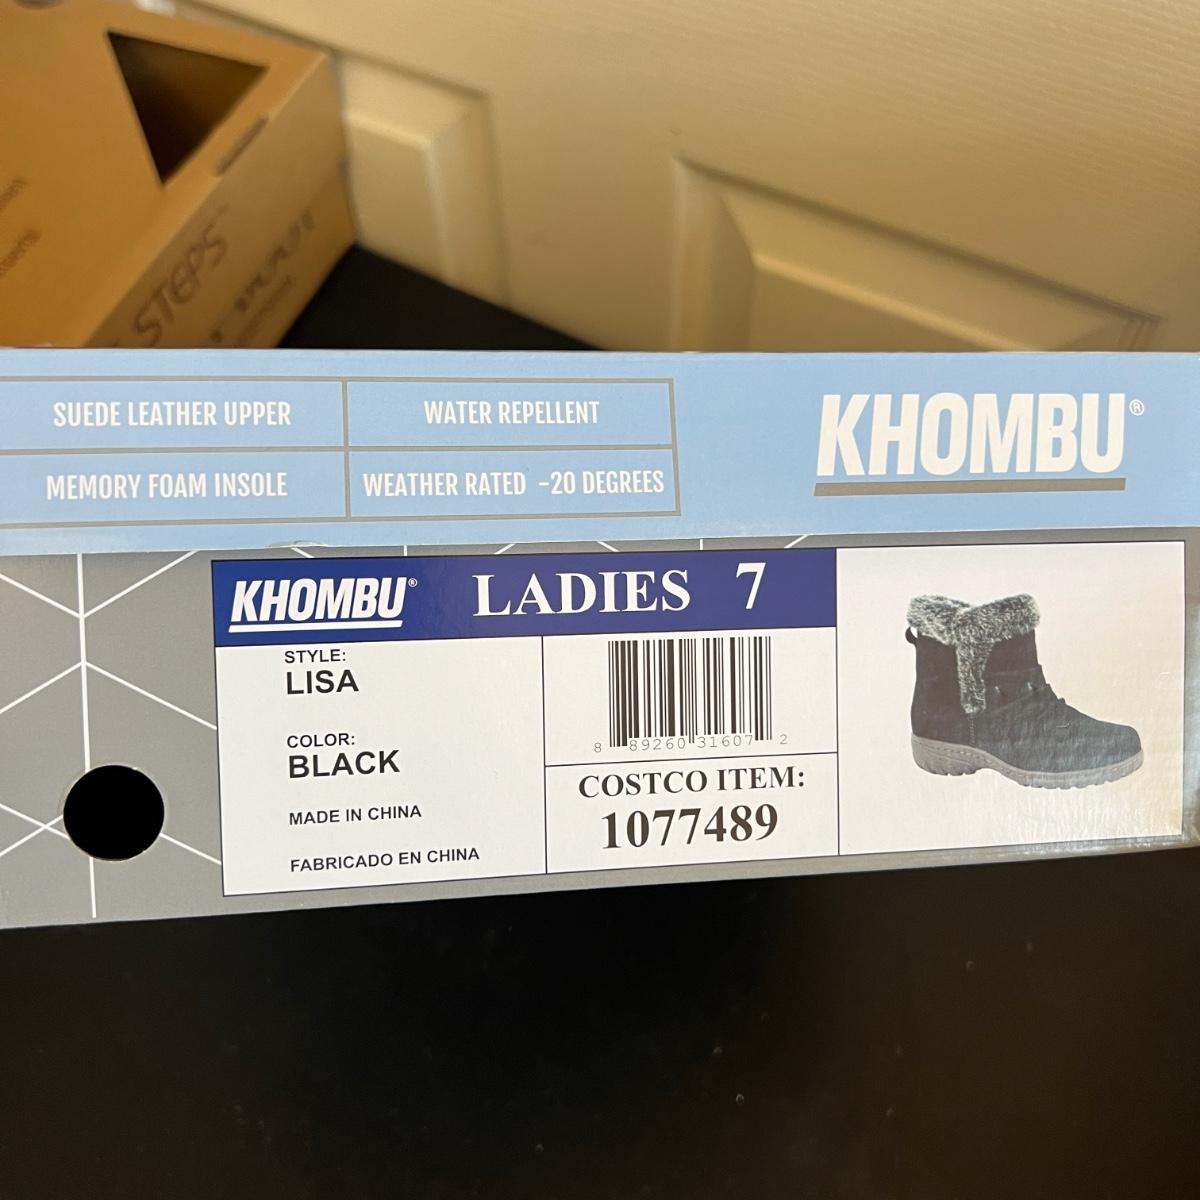 STEPS
SUEDE LEATHER UPPER
WATER REPELLENT
MEMORY FOAM INSOLE
WEATHER RATED -20 DEGREES
KHOMBU®
KHOMBU®
LADIES 7
STYLE:
LISA
COLOR:
BLACK
MADE IN CHINA
FABRICADO EN CHINA
8 89260 31607 2
COSTCO ITEM:
1077489